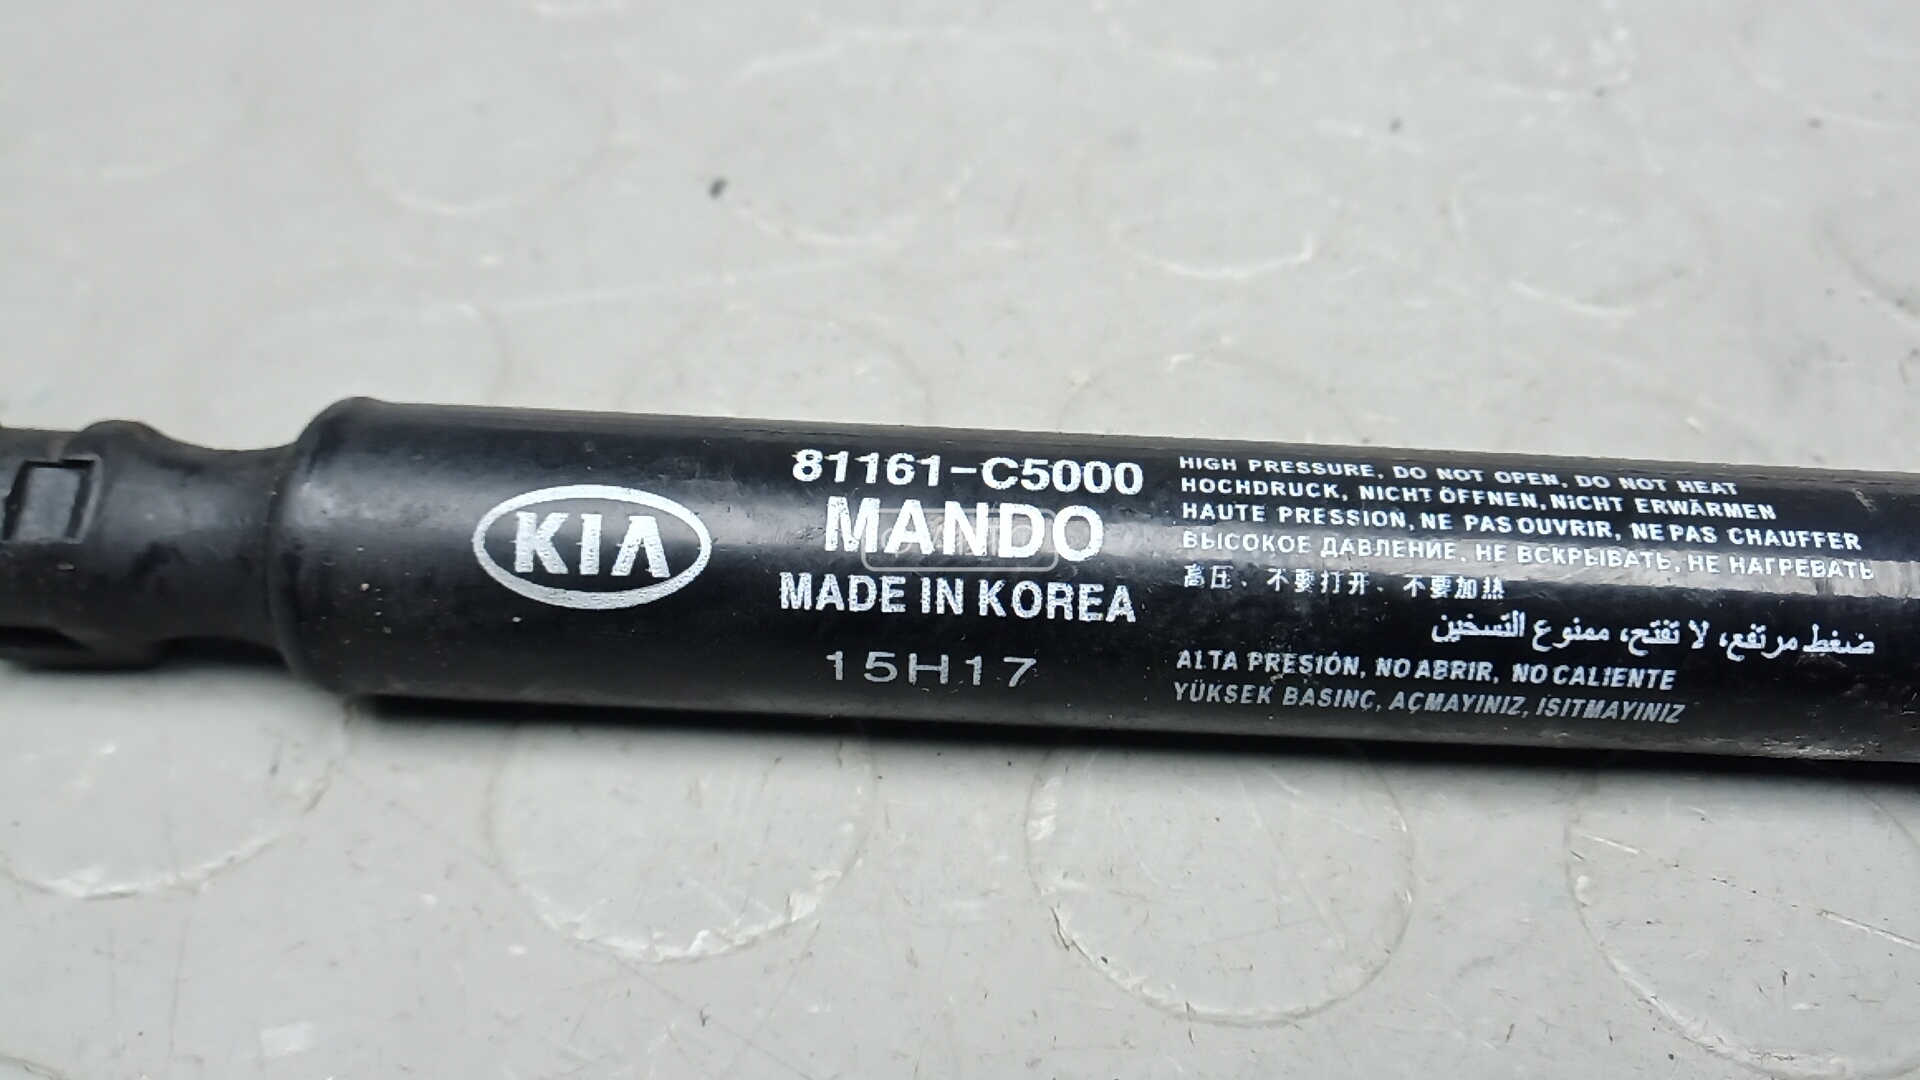 KIA
81161-C5000
MANDO
MADE IN KOREA
15H17
HIGH PRESSURE, DO NOT OPEN, DO NOT HEAT
HOCHDRUCK, NICHT ÖFFNEN, NiCHT ERWÄRMEN
HAUTE PRESSION, NE PAS OUVRIR, NE PAS CHAUFFER
ВЫСОКОЕ ДАВЛЕНИЕ, НЕ ВСКРЫВАТЬ, НЕ НАГРЕВАТЬ
高压、不要打开、不要加热
ضغط مرتفع، لا تفتح، ممنوع التسخين
ALTA PRESIÓN, NO ABRIR, NO CALIENTE
YÜKSEK BASINÇ, AÇMAYINIZ, ISITMAYINIZ